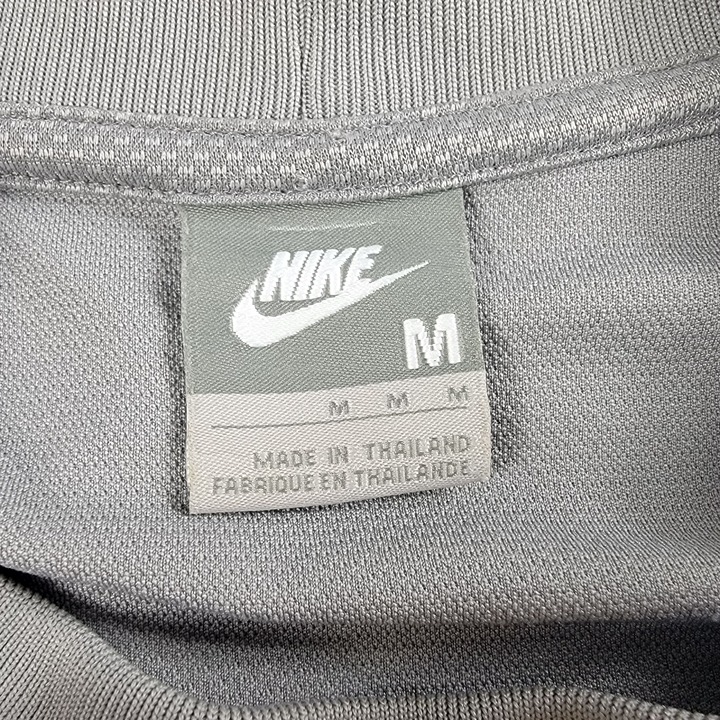 NIKE
M
M M M
MADE IN THAILAND
FABRIQUE EN THAILANDE